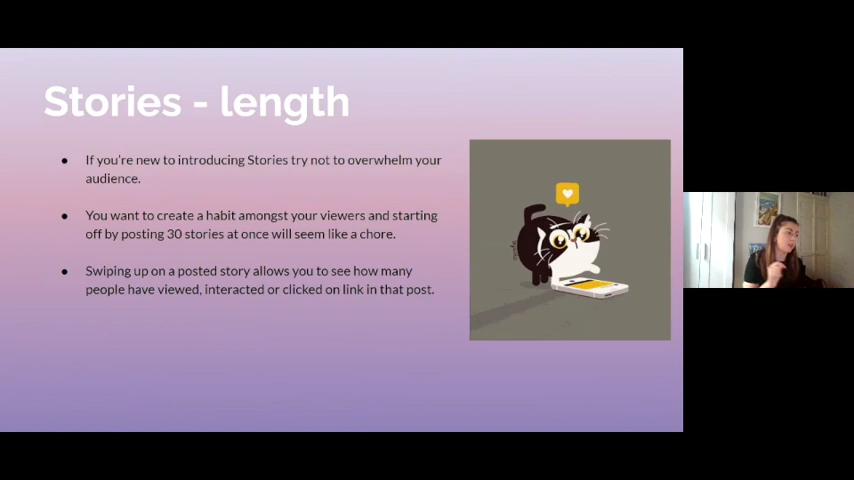 Stories - length
● If you're new to introducing Stories try not to overwhelm your
audience.
● You want to create a habit amongst your viewers and starting
off by posting 30 stories at once will seem like a chore.
● Swiping up on a posted story allows you to see how many
people have viewed, interacted or clicked on link in that post.